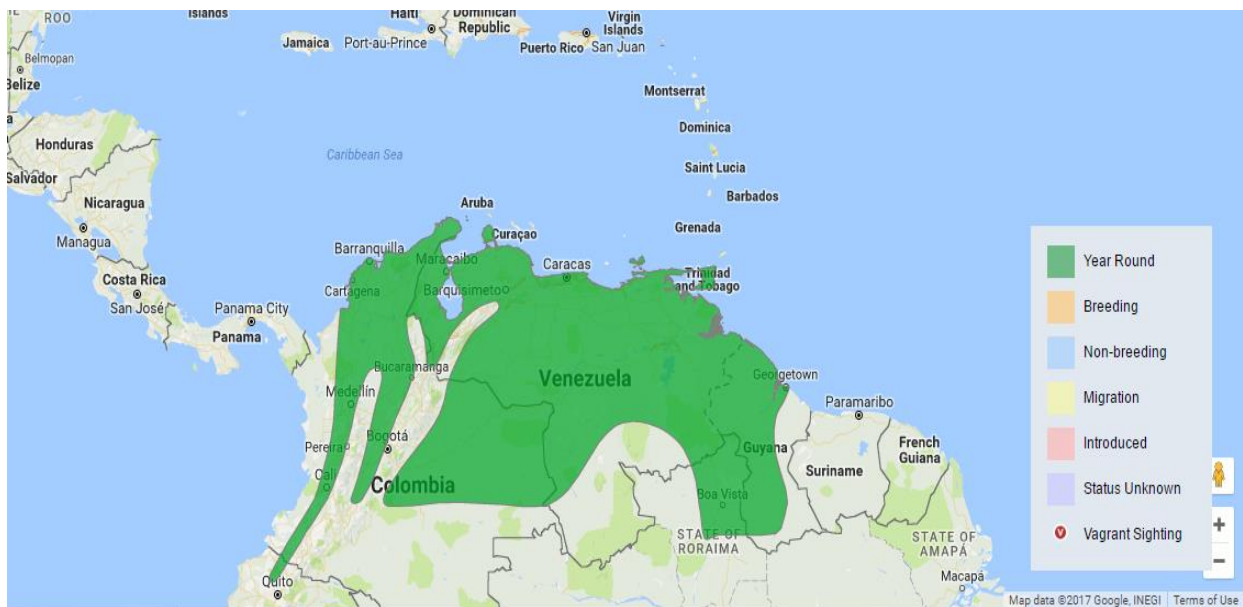 ROO
Islands
Haiti
Dominican
Republic
Virgin
Islands
Jamaica
Port-au-Prince
Puerto Rico
San Juan
Belmopan
Belize
Montserrat
Dominica
Honduras
Caribbean Sea
Saint Lucia
Salvador
Barbados
Nicaragua
Aruba
Managua
Curaçao
Grenada
Barranquilla
Maracaibo
Caracas
Trinidad
and Tobago
Costa Rica
San José
Cartagena
Barquisimeto
Panama City
Panama
Bucaramanga
Venezuela
Georgetown
Medellín
Paramaribo
Pereira
Bogotá
Guyana
French
Guiana
Suriname
Cali
Colombia
Boa Vista
STATE OF
RORAIMA
STATE OF
AMAPÁ
Quito
Macapá
Year Round
Breeding
Non-breeding
Migration
Introduced
Status Unknown
V Vagrant Sighting
+
−
Map data ©2017 Google, INEGI Terms of Use